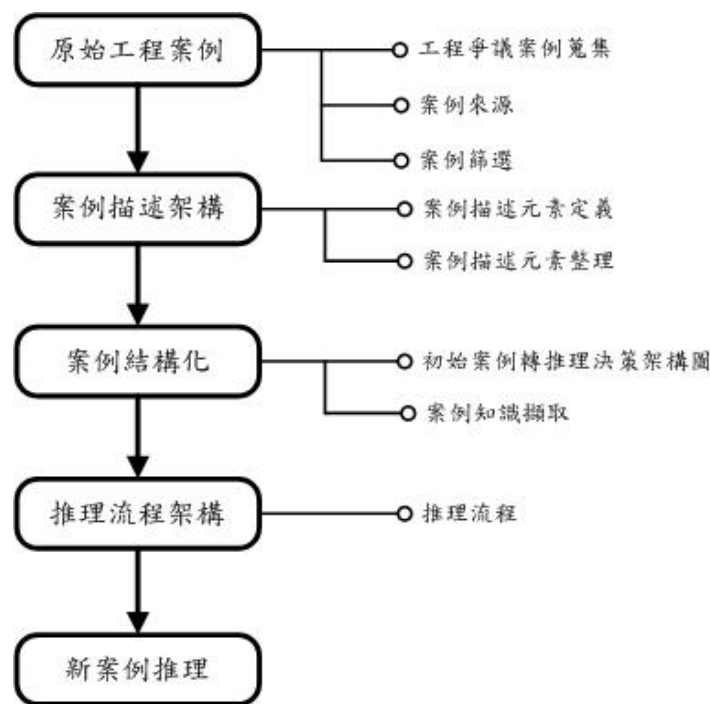 原始工程案例
工程爭議案例蒐集
案例來源
案例篩選
案例描述架構
案例描述元素定義
案例描述元素整理
案例結構化
初始案例轉推理決策架構圖
案例知識擷取
推理流程架構
推理流程
新案例推理